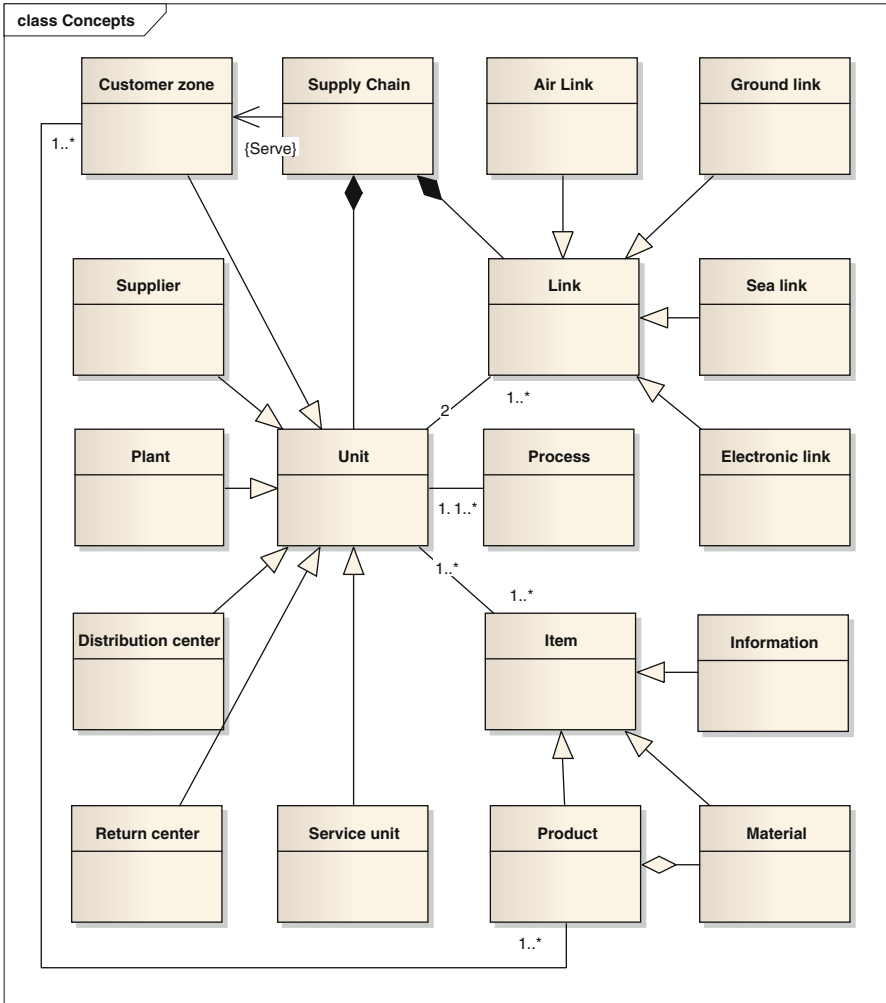 class Concepts
Customer zone
Supply Chain
Air Link
Ground link
1..*
{Serve}
Supplier
Link
Sea link
2
1..*
Plant
Unit
Process
Electronic link
1. 1..*
1..*
1..*
Distribution center
Item
Information
Return center
Service unit
Product
Material
1..*